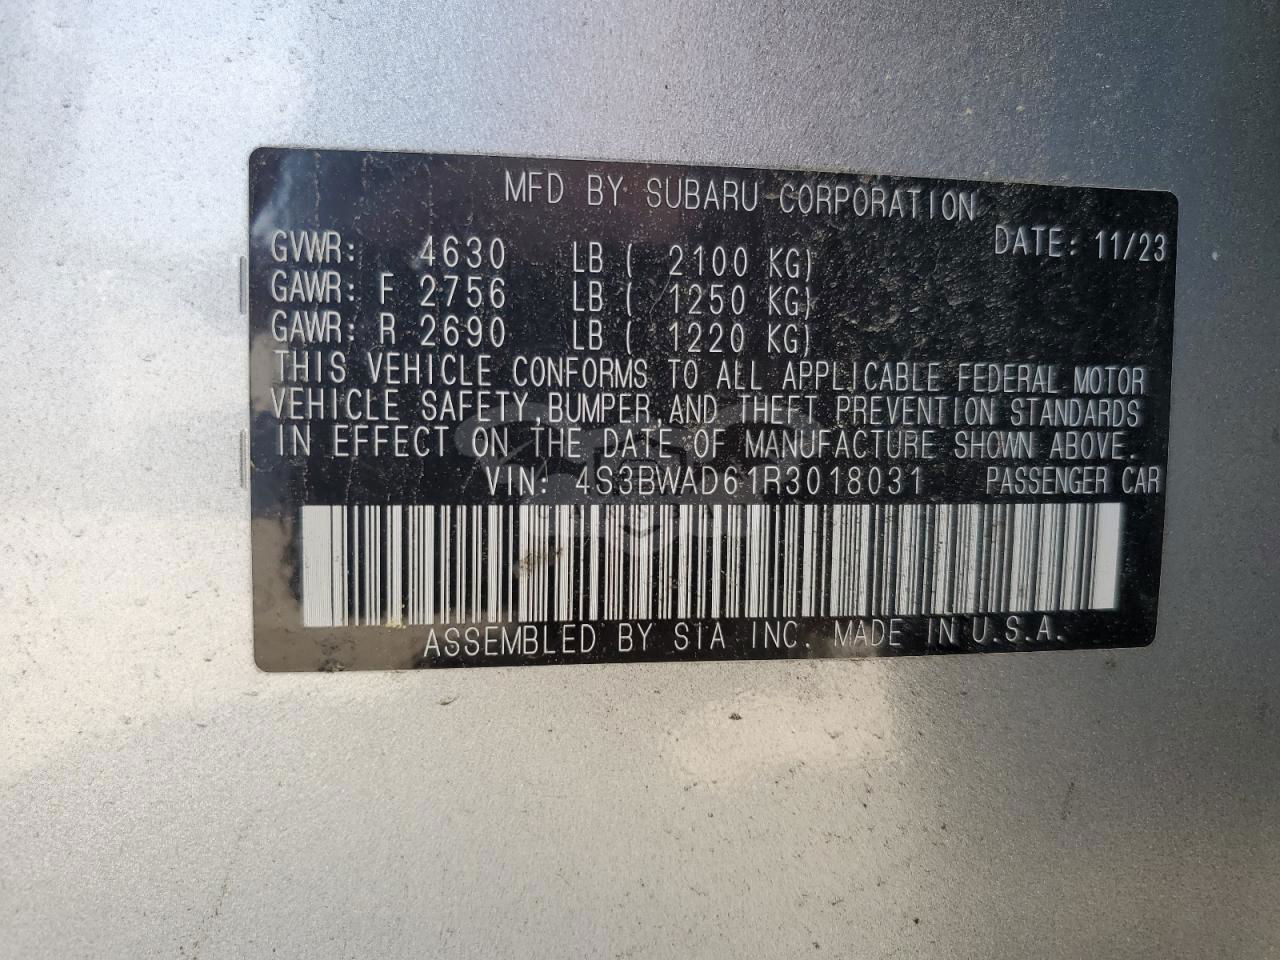 MFD BY SUBARU CORPORATION
DATE: 11/23
GVWR: 4630 LB ( 2100 KG)
GAWR: F 2756 LB ( 1250 KG)
GAWR: R 2690 LB ( 1220 KG)
THIS VEHICLE CONFORMS TO ALL APPLICABLE FEDERAL MOTOR
VEHICLE SAFETY,BUMPER,AND THEFT PREVENTION STANDARDS
IN EFFECT ON THE DATE OF MANUFACTURE SHOWN ABOVE.
VIN: 4S3BWAD61R3018031 PASSENGER CAR
ASSEMBLED BY SIA INC. MADE IN U.S.A.